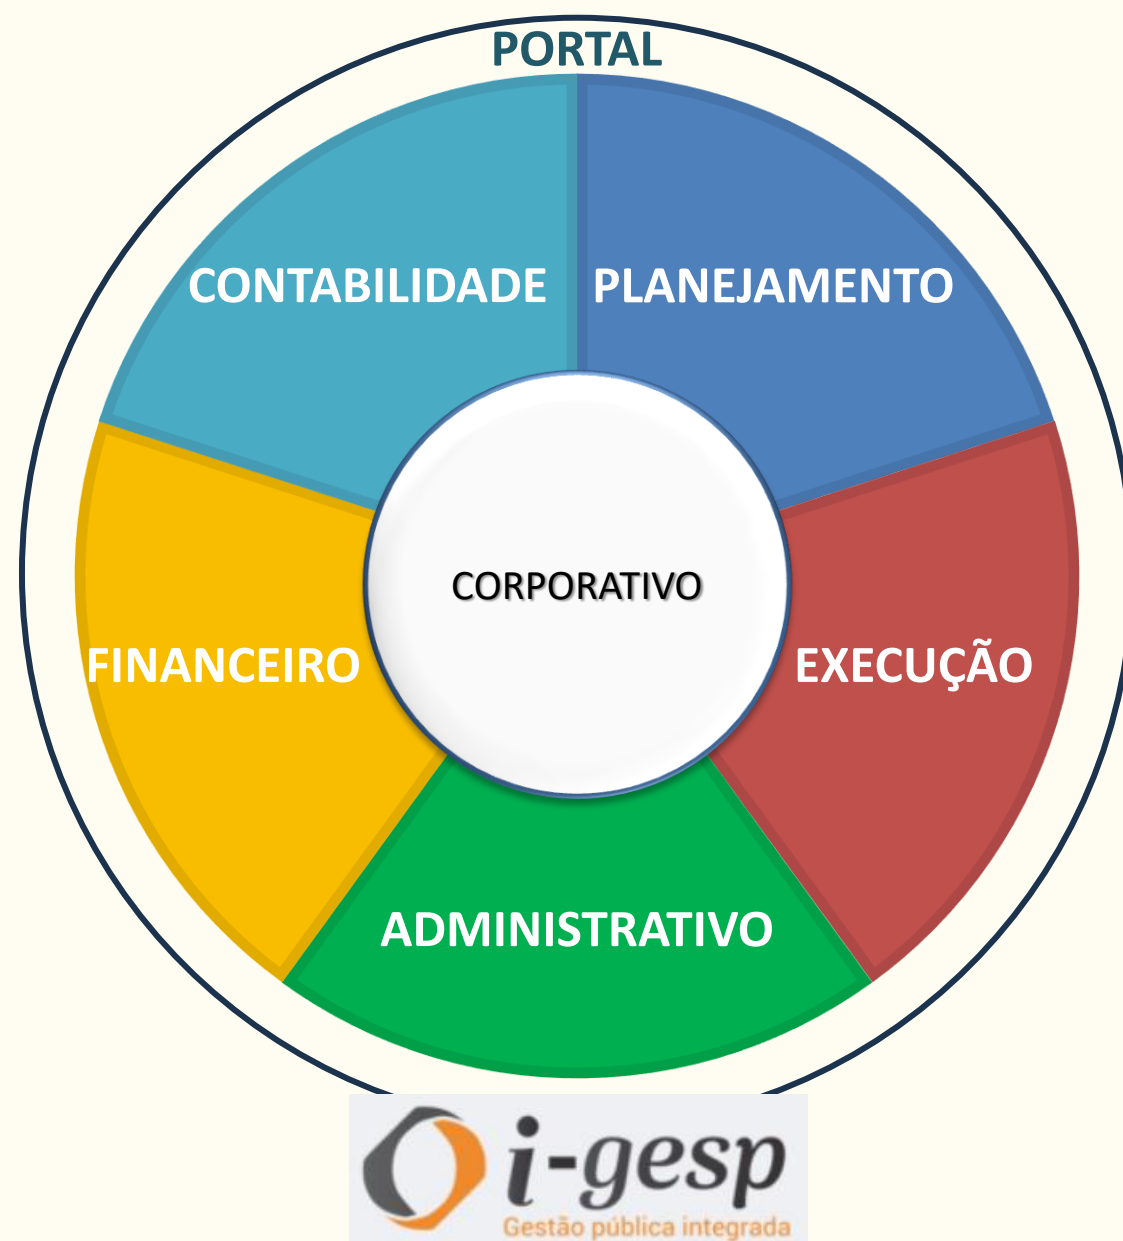 PORTAL
CONTABILIDADE
PLANEJAMENTO
CORPORATIVO
FINANCEIRO
EXECUÇÃO
ADMINISTRATIVO
i-gesp
Gestão pública integrada